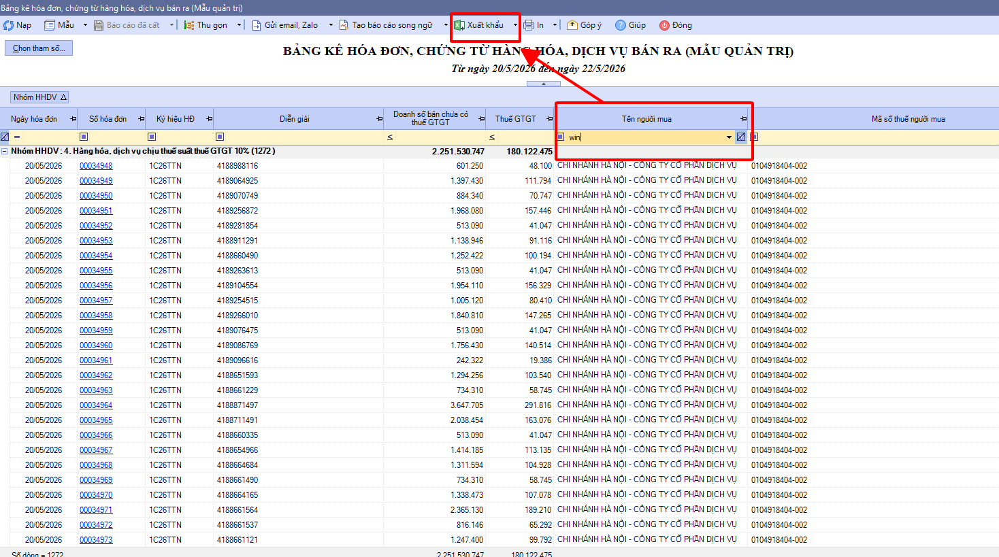 Bảng kê hóa đơn, chứng từ hàng hóa, dịch vụ bán ra (Mẫu quản trị)
Nạp Mẫu Báo cáo đã cất Thu gọn Gửi email, Zalo Tạo báo cáo song ngữ Xuất khẩu In Góp ý Giúp Đóng
Chọn tham số...
BẢNG KÊ HÓA ĐƠN, CHỨNG TỪ HÀNG HÓA, DỊCH VỤ BÁN RA (MẪU QUẢN TRỊ)
Từ ngày 20/5/2026 đến ngày 22/5/2026
Nhóm HHDV
Ngày hóa đơn Số hóa đơn Ký hiệu HĐ Diễn giải Doanh số bán chưa có thuế GTGT Thuế GTGT Tên người mua Mã số thuế người mua
= ≤ ≤ win
Nhóm HHDV : 4. Hàng hóa, dịch vụ chịu thuế suất thuế GTGT 10% (1272 ) 2.251.530.747 180.122.475
20/05/2026 00034948 1C26TTN 4188988116 601.250 48.100 CHI NHÁNH HÀ NỘI - CÔNG TY CỔ PHẦN DỊCH VỤ 0104918404-002
20/05/2026 00034949 1C26TTN 4189064925 1.397.430 111.794 CHI NHÁNH HÀ NỘI - CÔNG TY CỔ PHẦN DỊCH VỤ 0104918404-002
20/05/2026 00034950 1C26TTN 4189070749 884.340 70.747 CHI NHÁNH HÀ NỘI - CÔNG TY CỔ PHẦN DỊCH VỤ 0104918404-002
20/05/2026 00034951 1C26TTN 4189256872 1.968.080 157.446 CHI NHÁNH HÀ NỘI - CÔNG TY CỔ PHẦN DỊCH VỤ 0104918404-002
20/05/2026 00034952 1C26TTN 4189281854 513.090 41.047 CHI NHÁNH HÀ NỘI - CÔNG TY CỔ PHẦN DỊCH VỤ 0104918404-002
20/05/2026 00034953 1C26TTN 4188911291 1.138.946 91.116 CHI NHÁNH HÀ NỘI - CÔNG TY CỔ PHẦN DỊCH VỤ 0104918404-002
20/05/2026 00034954 1C26TTN 4188660490 1.252.422 100.194 CHI NHÁNH HÀ NỘI - CÔNG TY CỔ PHẦN DỊCH VỤ 0104918404-002
20/05/2026 00034955 1C26TTN 4189263613 513.090 41.047 CHI NHÁNH HÀ NỘI - CÔNG TY CỔ PHẦN DỊCH VỤ 0104918404-002
20/05/2026 00034956 1C26TTN 4189104554 1.954.110 156.329 CHI NHÁNH HÀ NỘI - CÔNG TY CỔ PHẦN DỊCH VỤ 0104918404-002
20/05/2026 00034957 1C26TTN 4189254515 1.005.120 80.410 CHI NHÁNH HÀ NỘI - CÔNG TY CỔ PHẦN DỊCH VỤ 0104918404-002
20/05/2026 00034958 1C26TTN 4189266010 1.840.810 147.265 CHI NHÁNH HÀ NỘI - CÔNG TY CỔ PHẦN DỊCH VỤ 0104918404-002
20/05/2026 00034959 1C26TTN 4189076475 513.090 41.047 CHI NHÁNH HÀ NỘI - CÔNG TY CỔ PHẦN DỊCH VỤ 0104918404-002
20/05/2026 00034960 1C26TTN 4189086769 1.756.430 140.514 CHI NHÁNH HÀ NỘI - CÔNG TY CỔ PHẦN DỊCH VỤ 0104918404-002
20/05/2026 00034961 1C26TTN 4189096616 242.322 19.386 CHI NHÁNH HÀ NỘI - CÔNG TY CỔ PHẦN DỊCH VỤ 0104918404-002
20/05/2026 00034962 1C26TTN 4188651593 1.294.256 103.540 CHI NHÁNH HÀ NỘI - CÔNG TY CỔ PHẦN DỊCH VỤ 0104918404-002
20/05/2026 00034963 1C26TTN 4188661229 734.310 58.745 CHI NHÁNH HÀ NỘI - CÔNG TY CỔ PHẦN DỊCH VỤ 0104918404-002
20/05/2026 00034964 1C26TTN 4188871497 3.647.705 291.816 CHI NHÁNH HÀ NỘI - CÔNG TY CỔ PHẦN DỊCH VỤ 0104918404-002
20/05/2026 00034965 1C26TTN 4188711491 2.038.454 163.076 CHI NHÁNH HÀ NỘI - CÔNG TY CỔ PHẦN DỊCH VỤ 0104918404-002
20/05/2026 00034966 1C26TTN 4188660335 513.090 41.047 CHI NHÁNH HÀ NỘI - CÔNG TY CỔ PHẦN DỊCH VỤ 0104918404-002
20/05/2026 00034967 1C26TTN 4188654966 1.414.185 113.135 CHI NHÁNH HÀ NỘI - CÔNG TY CỔ PHẦN DỊCH VỤ 0104918404-002
20/05/2026 00034968 1C26TTN 4188664684 1.311.594 104.928 CHI NHÁNH HÀ NỘI - CÔNG TY CỔ PHẦN DỊCH VỤ 0104918404-002
20/05/2026 00034969 1C26TTN 4188661490 734.310 58.745 CHI NHÁNH HÀ NỘI - CÔNG TY CỔ PHẦN DỊCH VỤ 0104918404-002
20/05/2026 00034970 1C26TTN 4188664165 1.338.473 107.078 CHI NHÁNH HÀ NỘI - CÔNG TY CỔ PHẦN DỊCH VỤ 0104918404-002
20/05/2026 00034971 1C26TTN 4188661564 2.365.130 189.210 CHI NHÁNH HÀ NỘI - CÔNG TY CỔ PHẦN DỊCH VỤ 0104918404-002
20/05/2026 00034972 1C26TTN 4188661537 816.146 65.292 CHI NHÁNH HÀ NỘI - CÔNG TY CỔ PHẦN DỊCH VỤ 0104918404-002
20/05/2026 00034973 1C26TTN 4188661121 1.247.400 99.792 CHI NHÁNH HÀ NỘI - CÔNG TY CỔ PHẦN DỊCH VỤ 0104918404-002
Số dòng = 1272 2.251.530.747 180.122.475